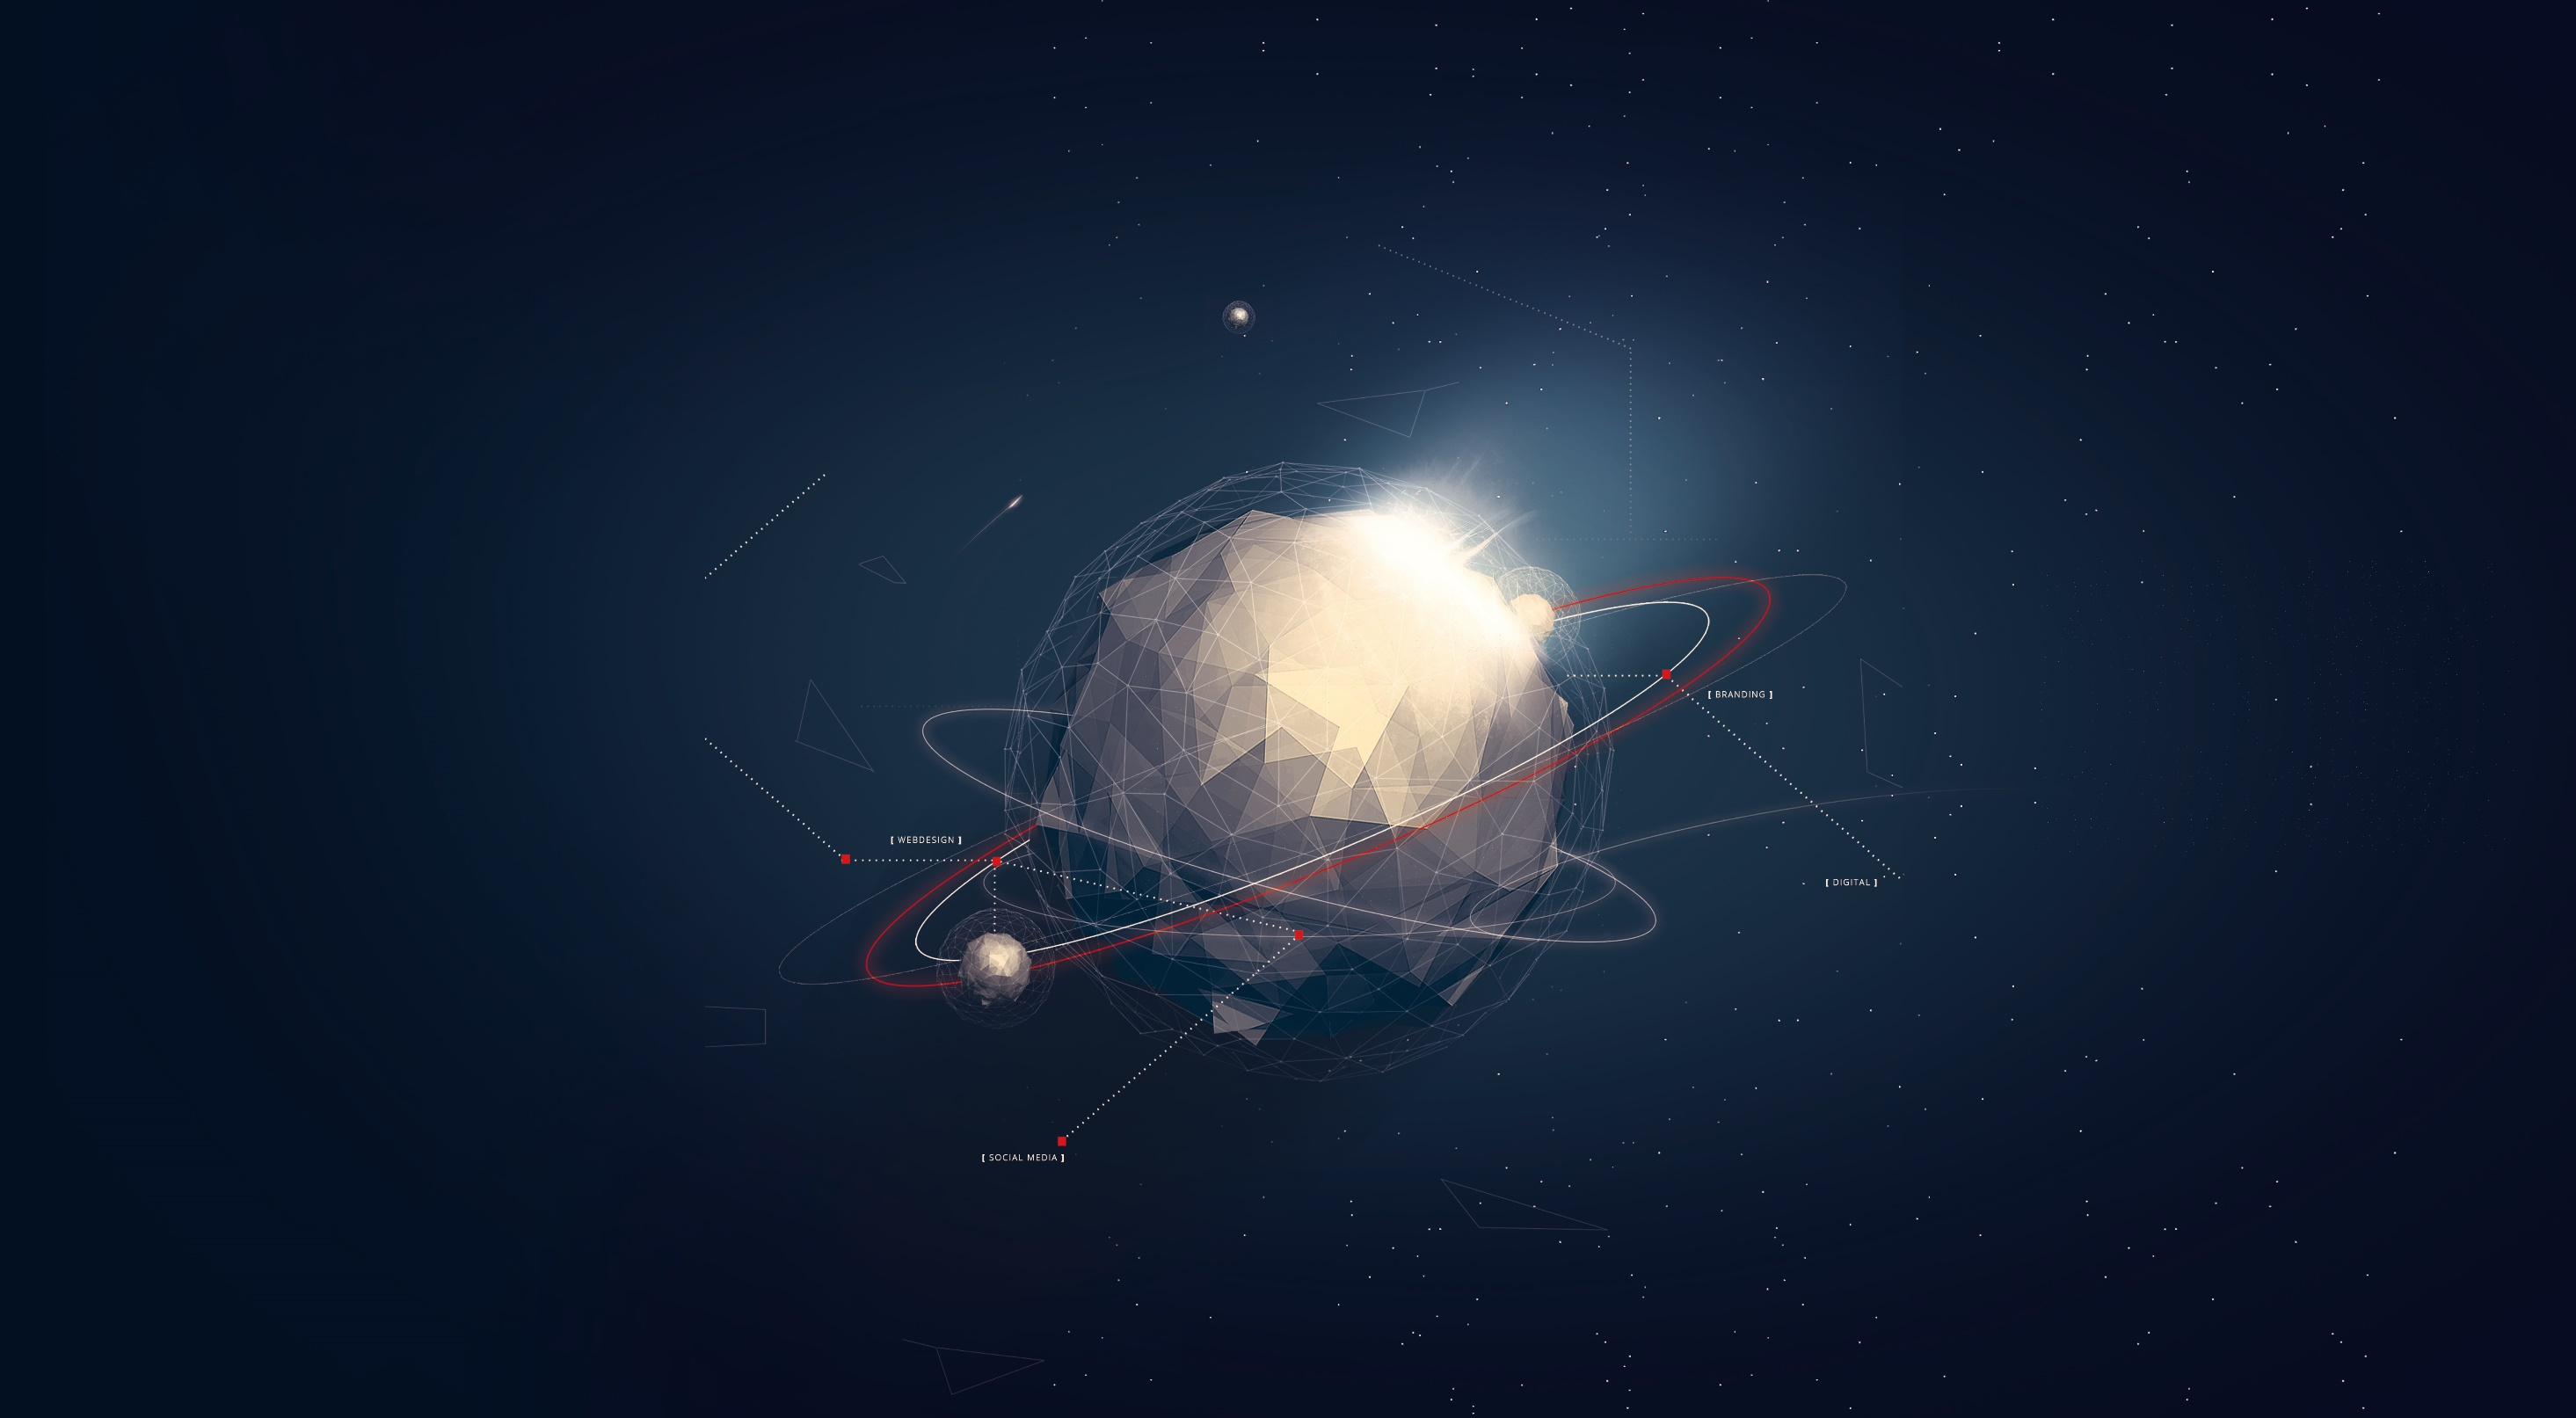 [ BRANDING ]
[ WEBDESIGN ]
[ DIGITAL ]
[ SOCIAL MEDIA ]